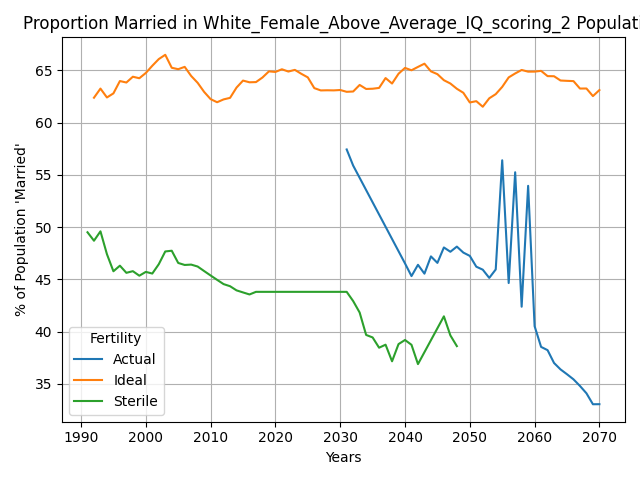 Proportion Married in White_Female_Above_Average_IQ_scoring_2 Populati
% of Population 'Married'
65
60
55
50
45
40
35
Fertility
Actual
Ideal
Sterile
1990 2000 2010 2020 2030 2040 2050 2060 2070
Years